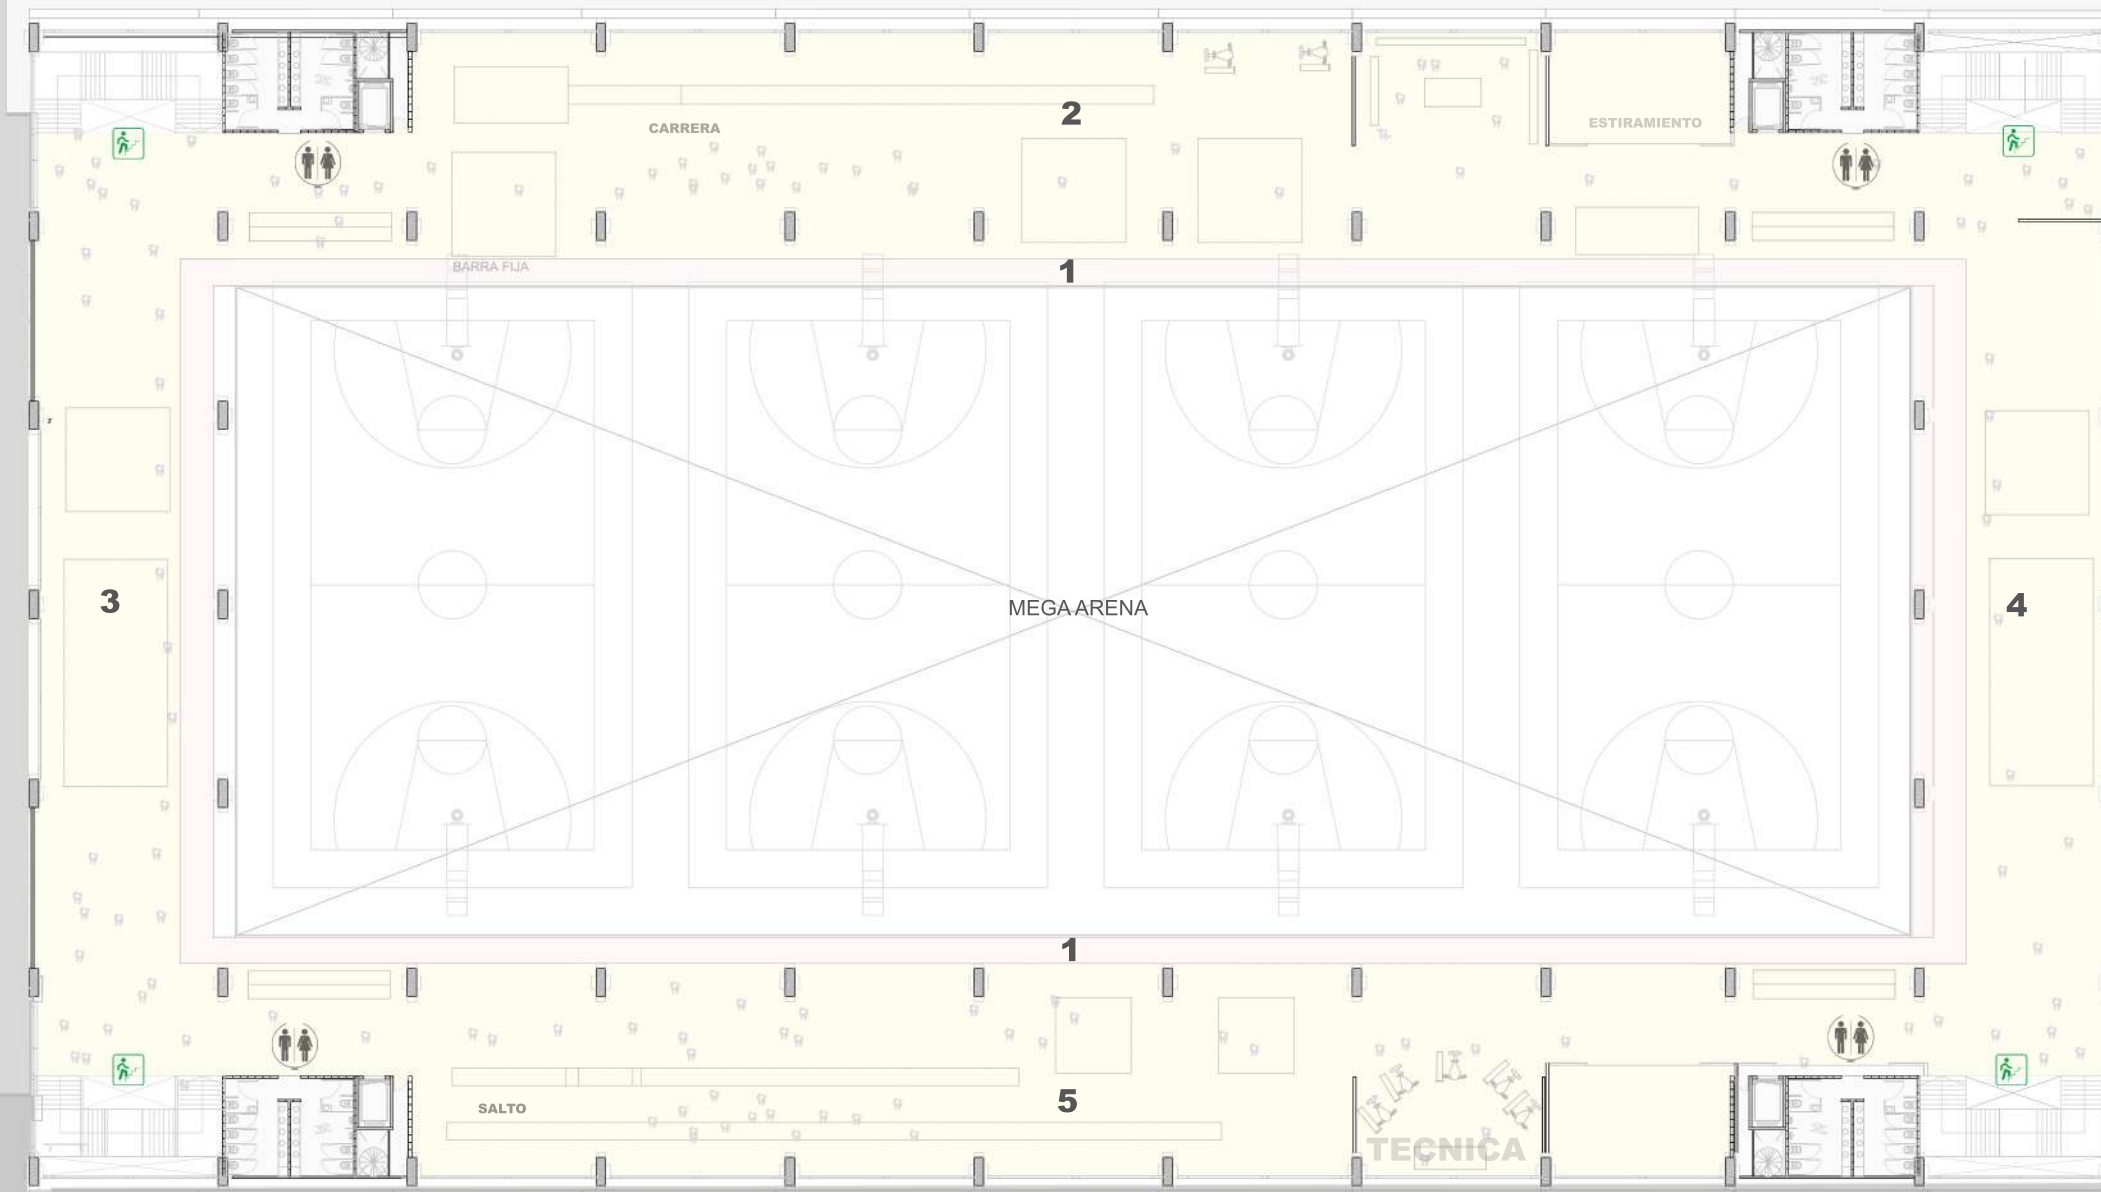 2
CARRERA
ESTIRAMIENTO
BARRA FIJA
1
3
MEGA ARENA
4
1
SALTO
5
TECNICA